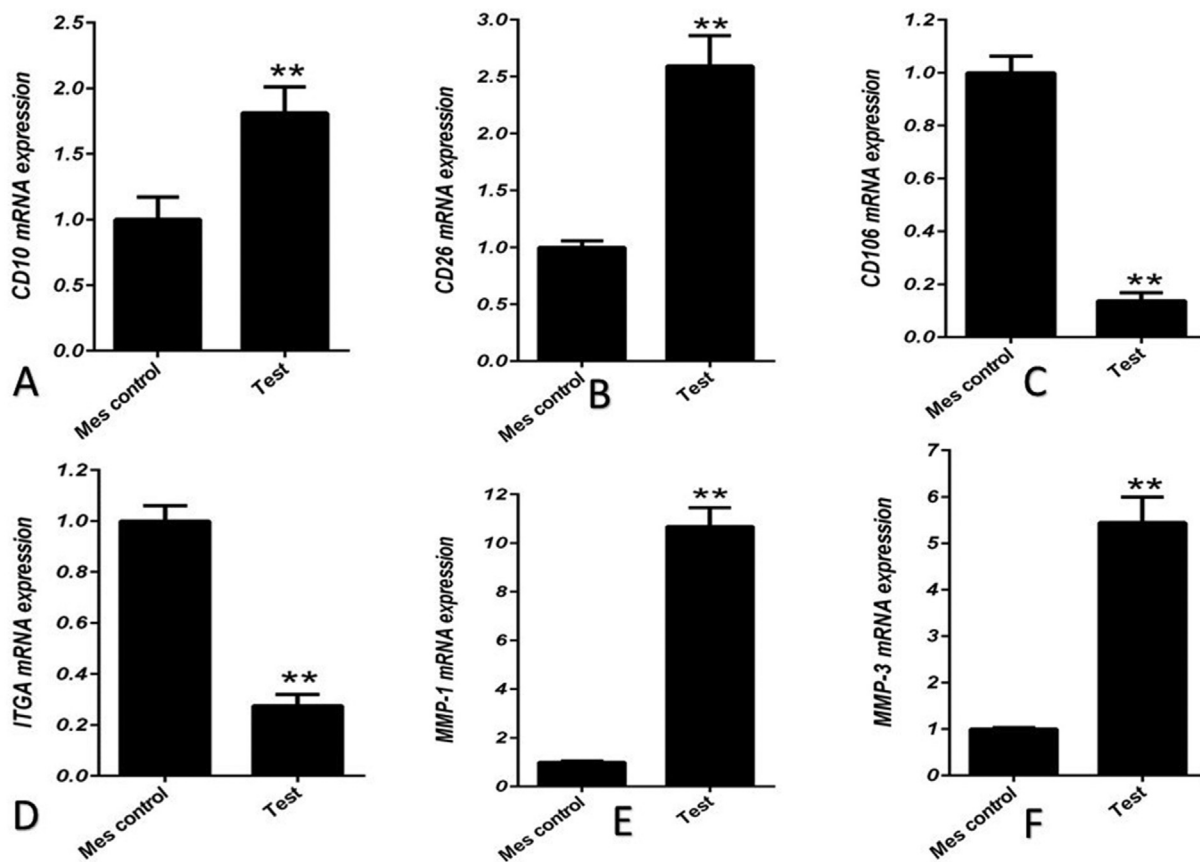 CD10 mRNA expression
2.5
2.0
1.5
1.0
0.5
0.0
**
Mes control
Test
A
CD26 mRNA expression
3.0
2.5
2.0
1.5
1.0
0.5
0.0
**
Mes control
Test
B
CD106 mRNA expression
1.2
1.0
0.8
0.6
0.4
0.2
0.0
**
Mes control
Test
C
ITGA mRNA expression
1.2
1.0
0.8
0.6
0.4
0.2
0.0
**
Mes control
Test
D
MMP-1 mRNA expression
12
10
8
6
4
2
0
**
Mes control
Test
E
MMP-3 mRNA expression
7
6
5
4
3
2
1
0
**
Mes control
Test
F